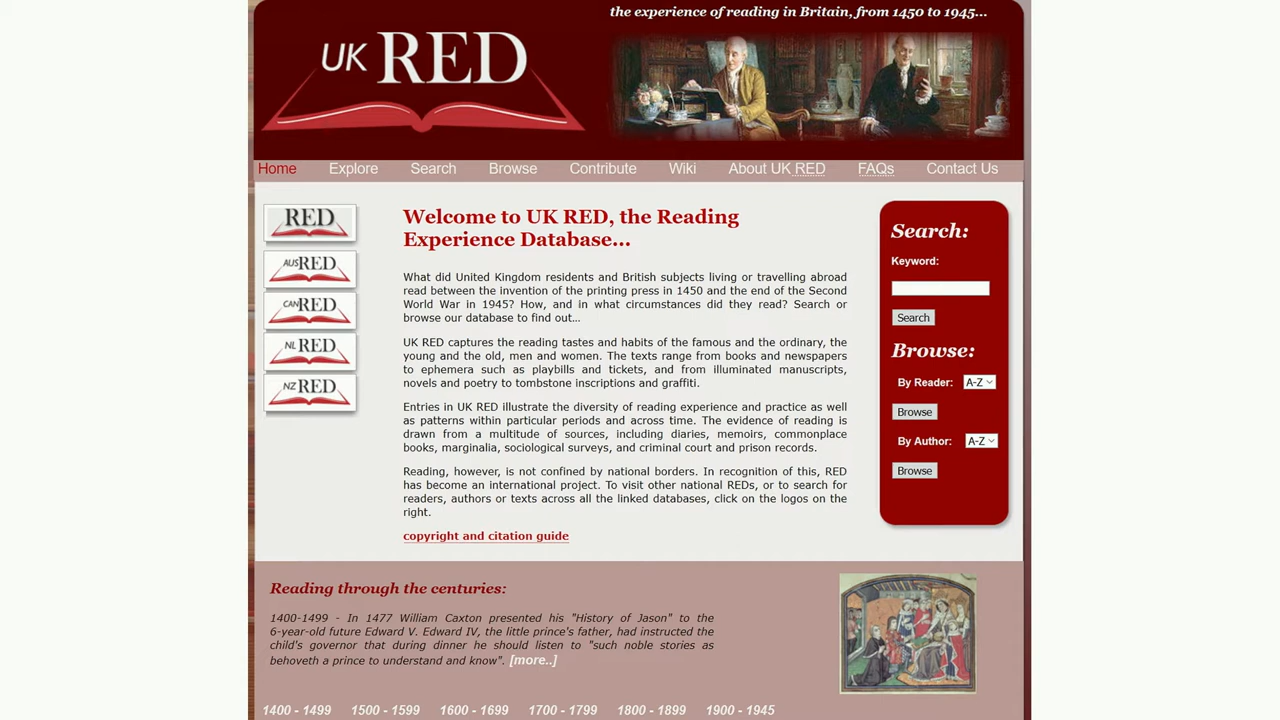 the experience of reading in Britain, from 1450 to 1945...
UK RED
Home Explore Search Browse Contribute Wiki About UK RED FAQs Contact Us
RED
AUSRED
CANRED
NLRED
NZRED
Welcome to UK RED, the Reading
Experience Database...
What did United Kingdom residents and British subjects living or travelling abroad
read between the invention of the printing press in 1450 and the end of the Second
World War in 1945? How, and in what circumstances did they read? Search or
browse our database to find out...
UK RED captures the reading tastes and habits of the famous and the ordinary, the
young and the old, men and women. The texts range from books and newspapers
to ephemera such as playbills and tickets, and from illuminated manuscripts,
novels and poetry to tombstone inscriptions and graffiti.
Entries in UK RED illustrate the diversity of reading experience and practice as well
as patterns within particular periods and across time. The evidence of reading is
drawn from a multitude of sources, including diaries, memoirs, commonplace
books, marginalia, sociological surveys, and criminal court and prison records.
Reading, however, is not confined by national borders. In recognition of this, RED
has become an international project. To visit other national REDs, or to search for
readers, authors or texts across all the linked databases, click on the logos on the
right.
copyright and citation guide
Search:
Keyword:
Search
Browse:
By Reader: A-Z
Browse
By Author: A-Z
Browse
Reading through the centuries:
1400-1499 - In 1477 William Caxton presented his "History of Jason" to the
6-year-old future Edward V. Edward IV, the little prince's father, had instructed the
child's governor that during dinner he should listen to "such noble stories as
behoveth a prince to understand and know". [more..]
1400 - 1499 1500 - 1599 1600 - 1699 1700 - 1799 1800 - 1899 1900 - 1945